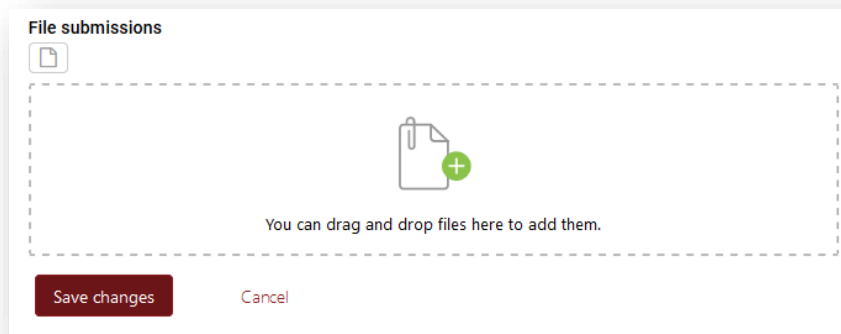 File submissions
You can drag and drop files here to add them.
Save changes
Cancel